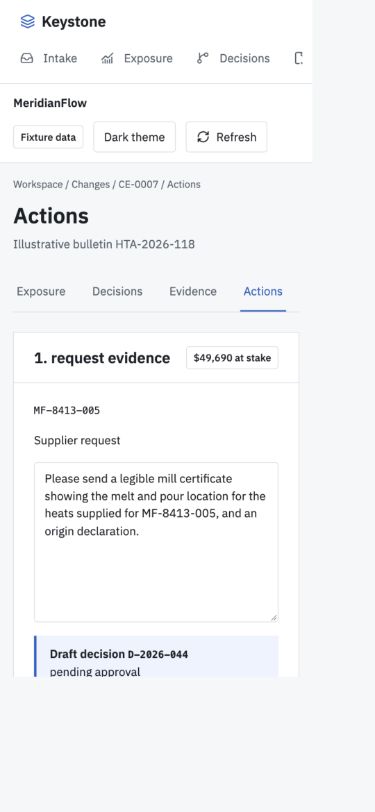 Keystone
Intake Exposure Decisions
MeridianFlow
Fixture data Dark theme Refresh
Workspace / Changes / CE-0007 / Actions
Actions
Illustrative bulletin HTA-2026-118
Exposure Decisions Evidence Actions
1. request evidence $49,690 at stake
MF-8413-005
Supplier request
Please send a legible mill certificate
showing the melt and pour location for the
heats supplied for MF-8413-005, and an
origin declaration.
Draft decision D-2026-044
pending approval